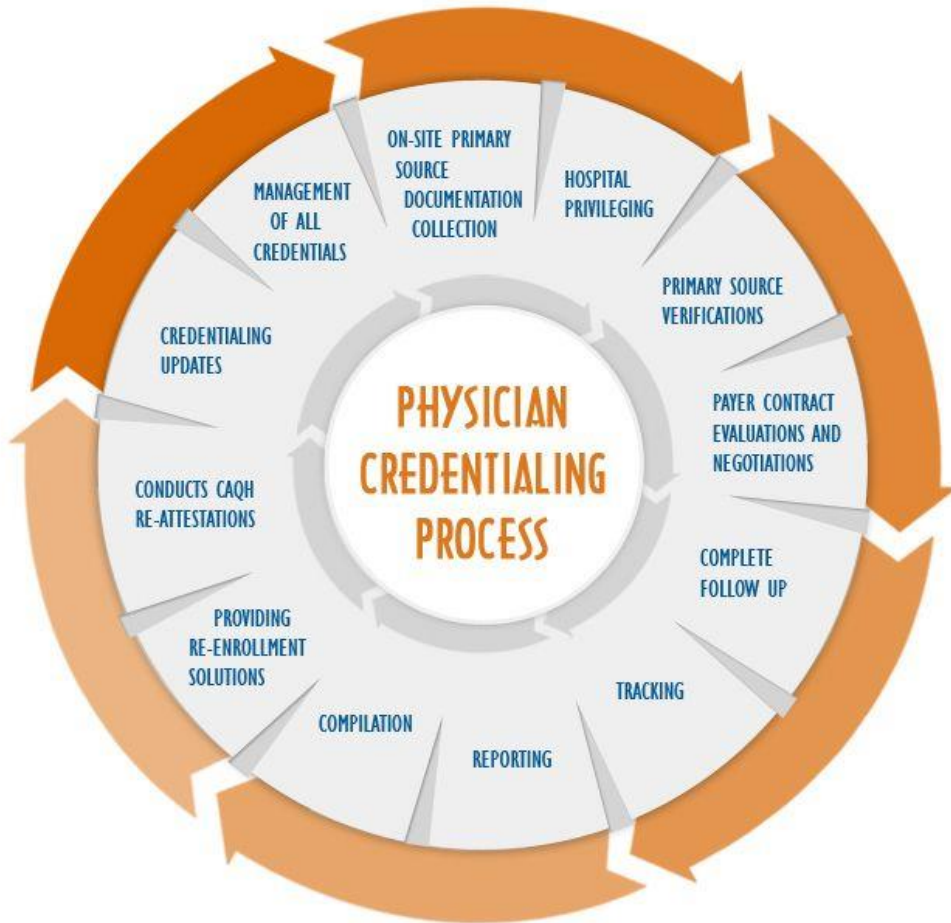 PHYSICIAN
CREDENTIALING
PROCESS
ON-SITE PRIMARY
SOURCE
DOCUMENTATION
COLLECTION
HOSPITAL
PRIVILEGING
PRIMARY SOURCE
VERIFICATIONS
PAYER CONTRACT
EVALUATIONS AND
NEGOTIATIONS
COMPLETE
FOLLOW UP
TRACKING
REPORTING
COMPILATION
PROVIDING
RE-ENROLLMENT
SOLUTIONS
CONDUCTS CAQH
RE-ATTESTATIONS
CREDENTIALING
UPDATES
MANAGEMENT
OF ALL
CREDENTIALS